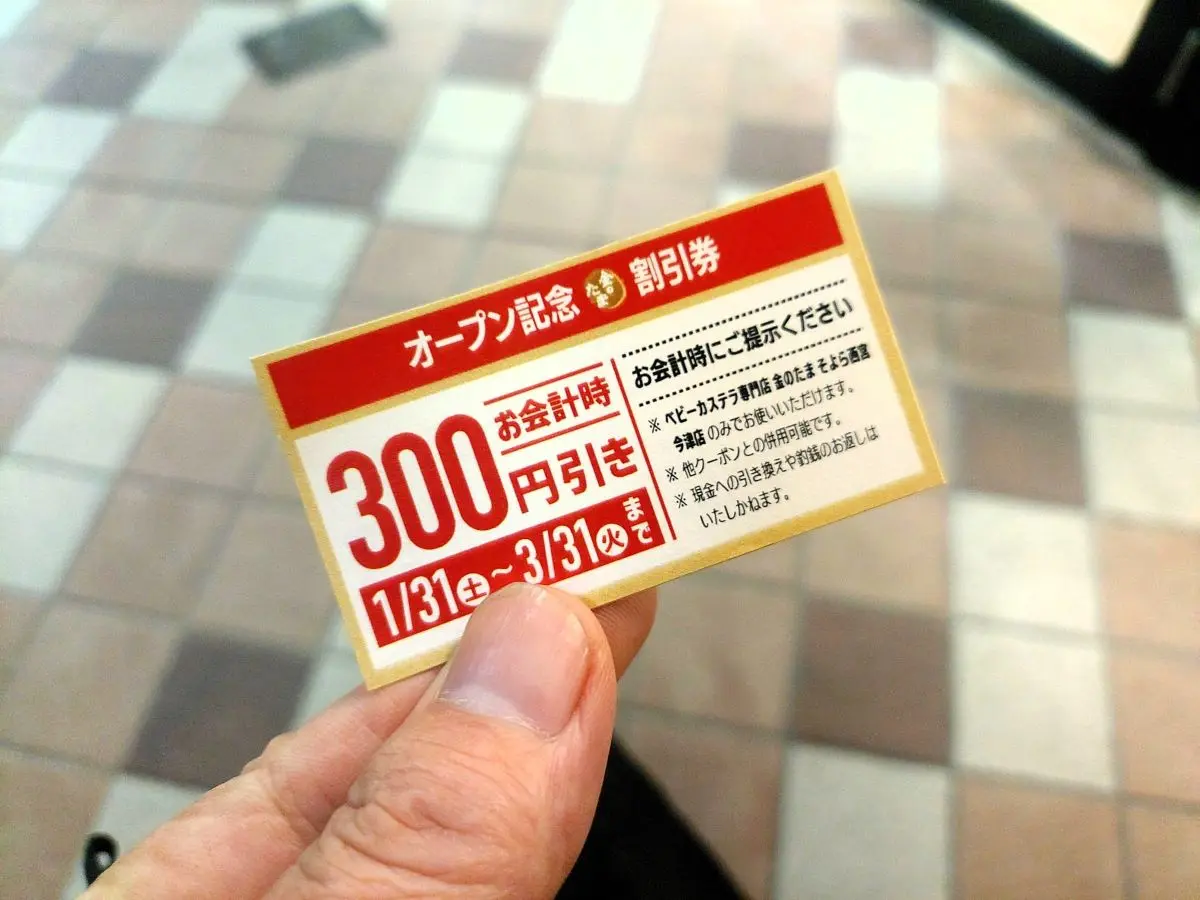 オープン記念 金のたま 割引券
300
お会計時
円引き
1/31土～3/31火まで
お会計時にご提示ください
※ ベビーカステラ専門店 金のたま そよら西宮
今津店 のみでお使いいただけます。
※ 他クーポンとの併用可能です。
※ 現金への引き換えや釣銭のお返しは
いたしかねます。